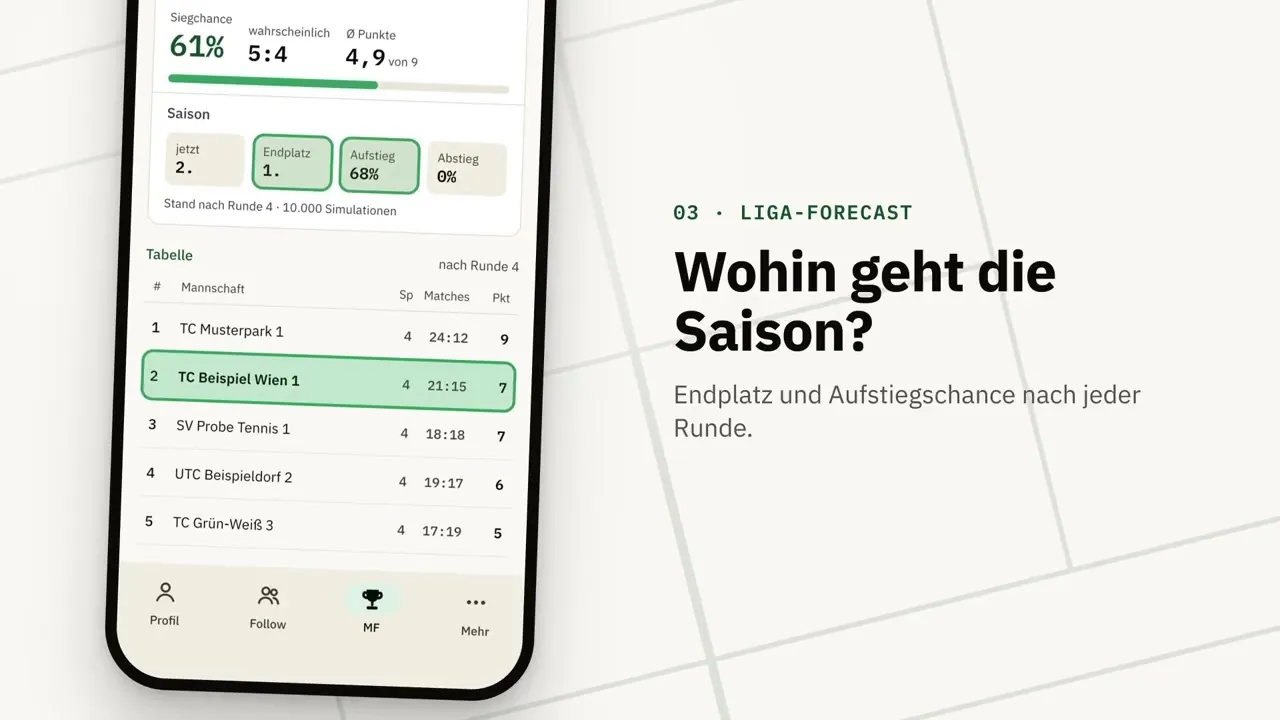 Siegchance
61%
wahrscheinlich
5:4
Ø Punkte
4,9 von 9
Saison
jetzt
2.
Endplatz
1.
Aufstieg
68%
Abstieg
0%
Stand nach Runde 4 · 10.000 Simulationen
Tabelle nach Runde 4
# Mannschaft Sp Matches Pkt
1 TC Musterpark 1 4 24:12 9
2 TC Beispiel Wien 1 4 21:15 7
3 SV Probe Tennis 1 4 18:18 7
4 UTC Beispieldorf 2 4 19:17 6
5 TC Grün-Weiß 3 4 17:19 5
Profil Follow MF Mehr
03 · LIGA-FORECAST
Wohin geht die
Saison?
Endplatz und Aufstiegschance nach jeder
Runde.